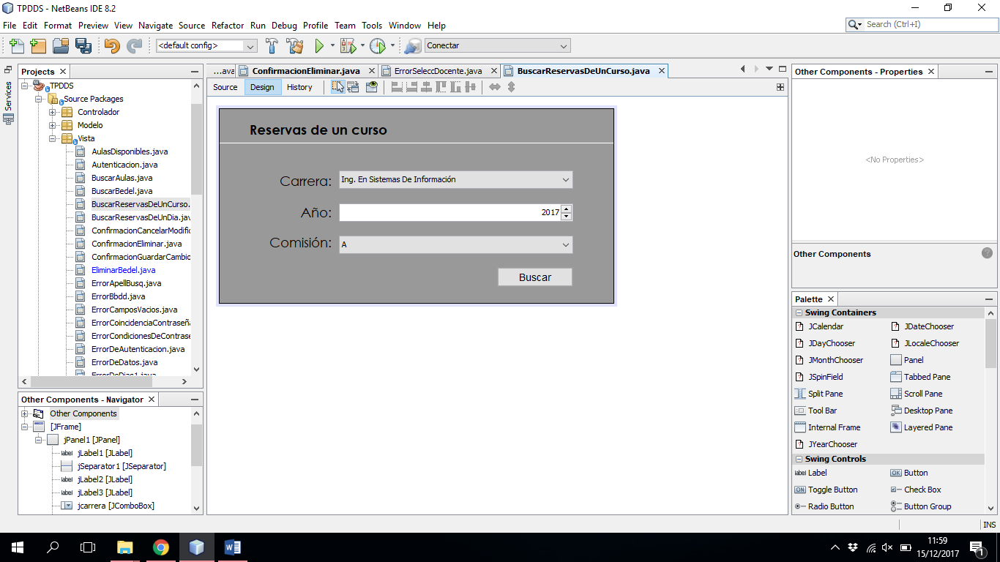 TPDDS - NetBeans IDE 8.2
File Edit Format Preview View Navigate Source Refactor Run Debug Profile Team Tools Window Help
Search (Ctrl+I)
<default config>
Conectar
Services
Projects
TPDDS
Source Packages
Controlador
Modelo
Vista
AulasDisponibles.java
Autenticacion.java
BuscarAulas.java
BuscarBedel.java
BuscarReservasDeUnCurso.
BuscarReservasDeUnDia.jav
ConfirmacionCancelarModific
ConfirmacionEliminar.java
ConfirmacionGuardarCambio
EliminarBedel.java
ErrorApellBusq.java
ErrorBbdd.java
ErrorCamposVacios.java
ErrorCoincidenciaContraseña
ErrorCondicionesDeContrase
ErrorDeAutenticacion.java
ErrorDeDatos.java
ErrorDeDias1.java
Other Components - Navigator
Other Components
[JFrame]
jPanel1 [JPanel]
jLabel1 [JLabel]
jSeparator1 [JSeparator]
jLabel2 [JLabel]
jLabel3 [JLabel]
jcarrera [JComboBox]
...ava ConfirmacionEliminar.java ErrorSeleccDocente.java BuscarReservasDeUnCurso.java
Source Design History
Reservas de un curso
Carrera: Ing. En Sistemas De Información
Año: 2017
Comisión: A
Buscar
Other Components - Properties
<No Properties>
Other Components
Palette
Swing Containers
JCalendar JDateChooser
JDayChooser JLocaleChooser
JMonthChooser Panel
JSpinField Tabbed Pane
Split Pane Scroll Pane
Tool Bar Desktop Pane
Internal Frame Layered Pane
JYearChooser
Swing Controls
label Label OK Button
ON Toggle Button Check Box
Radio Button Button Group
INS
11:59
15/12/2017
1